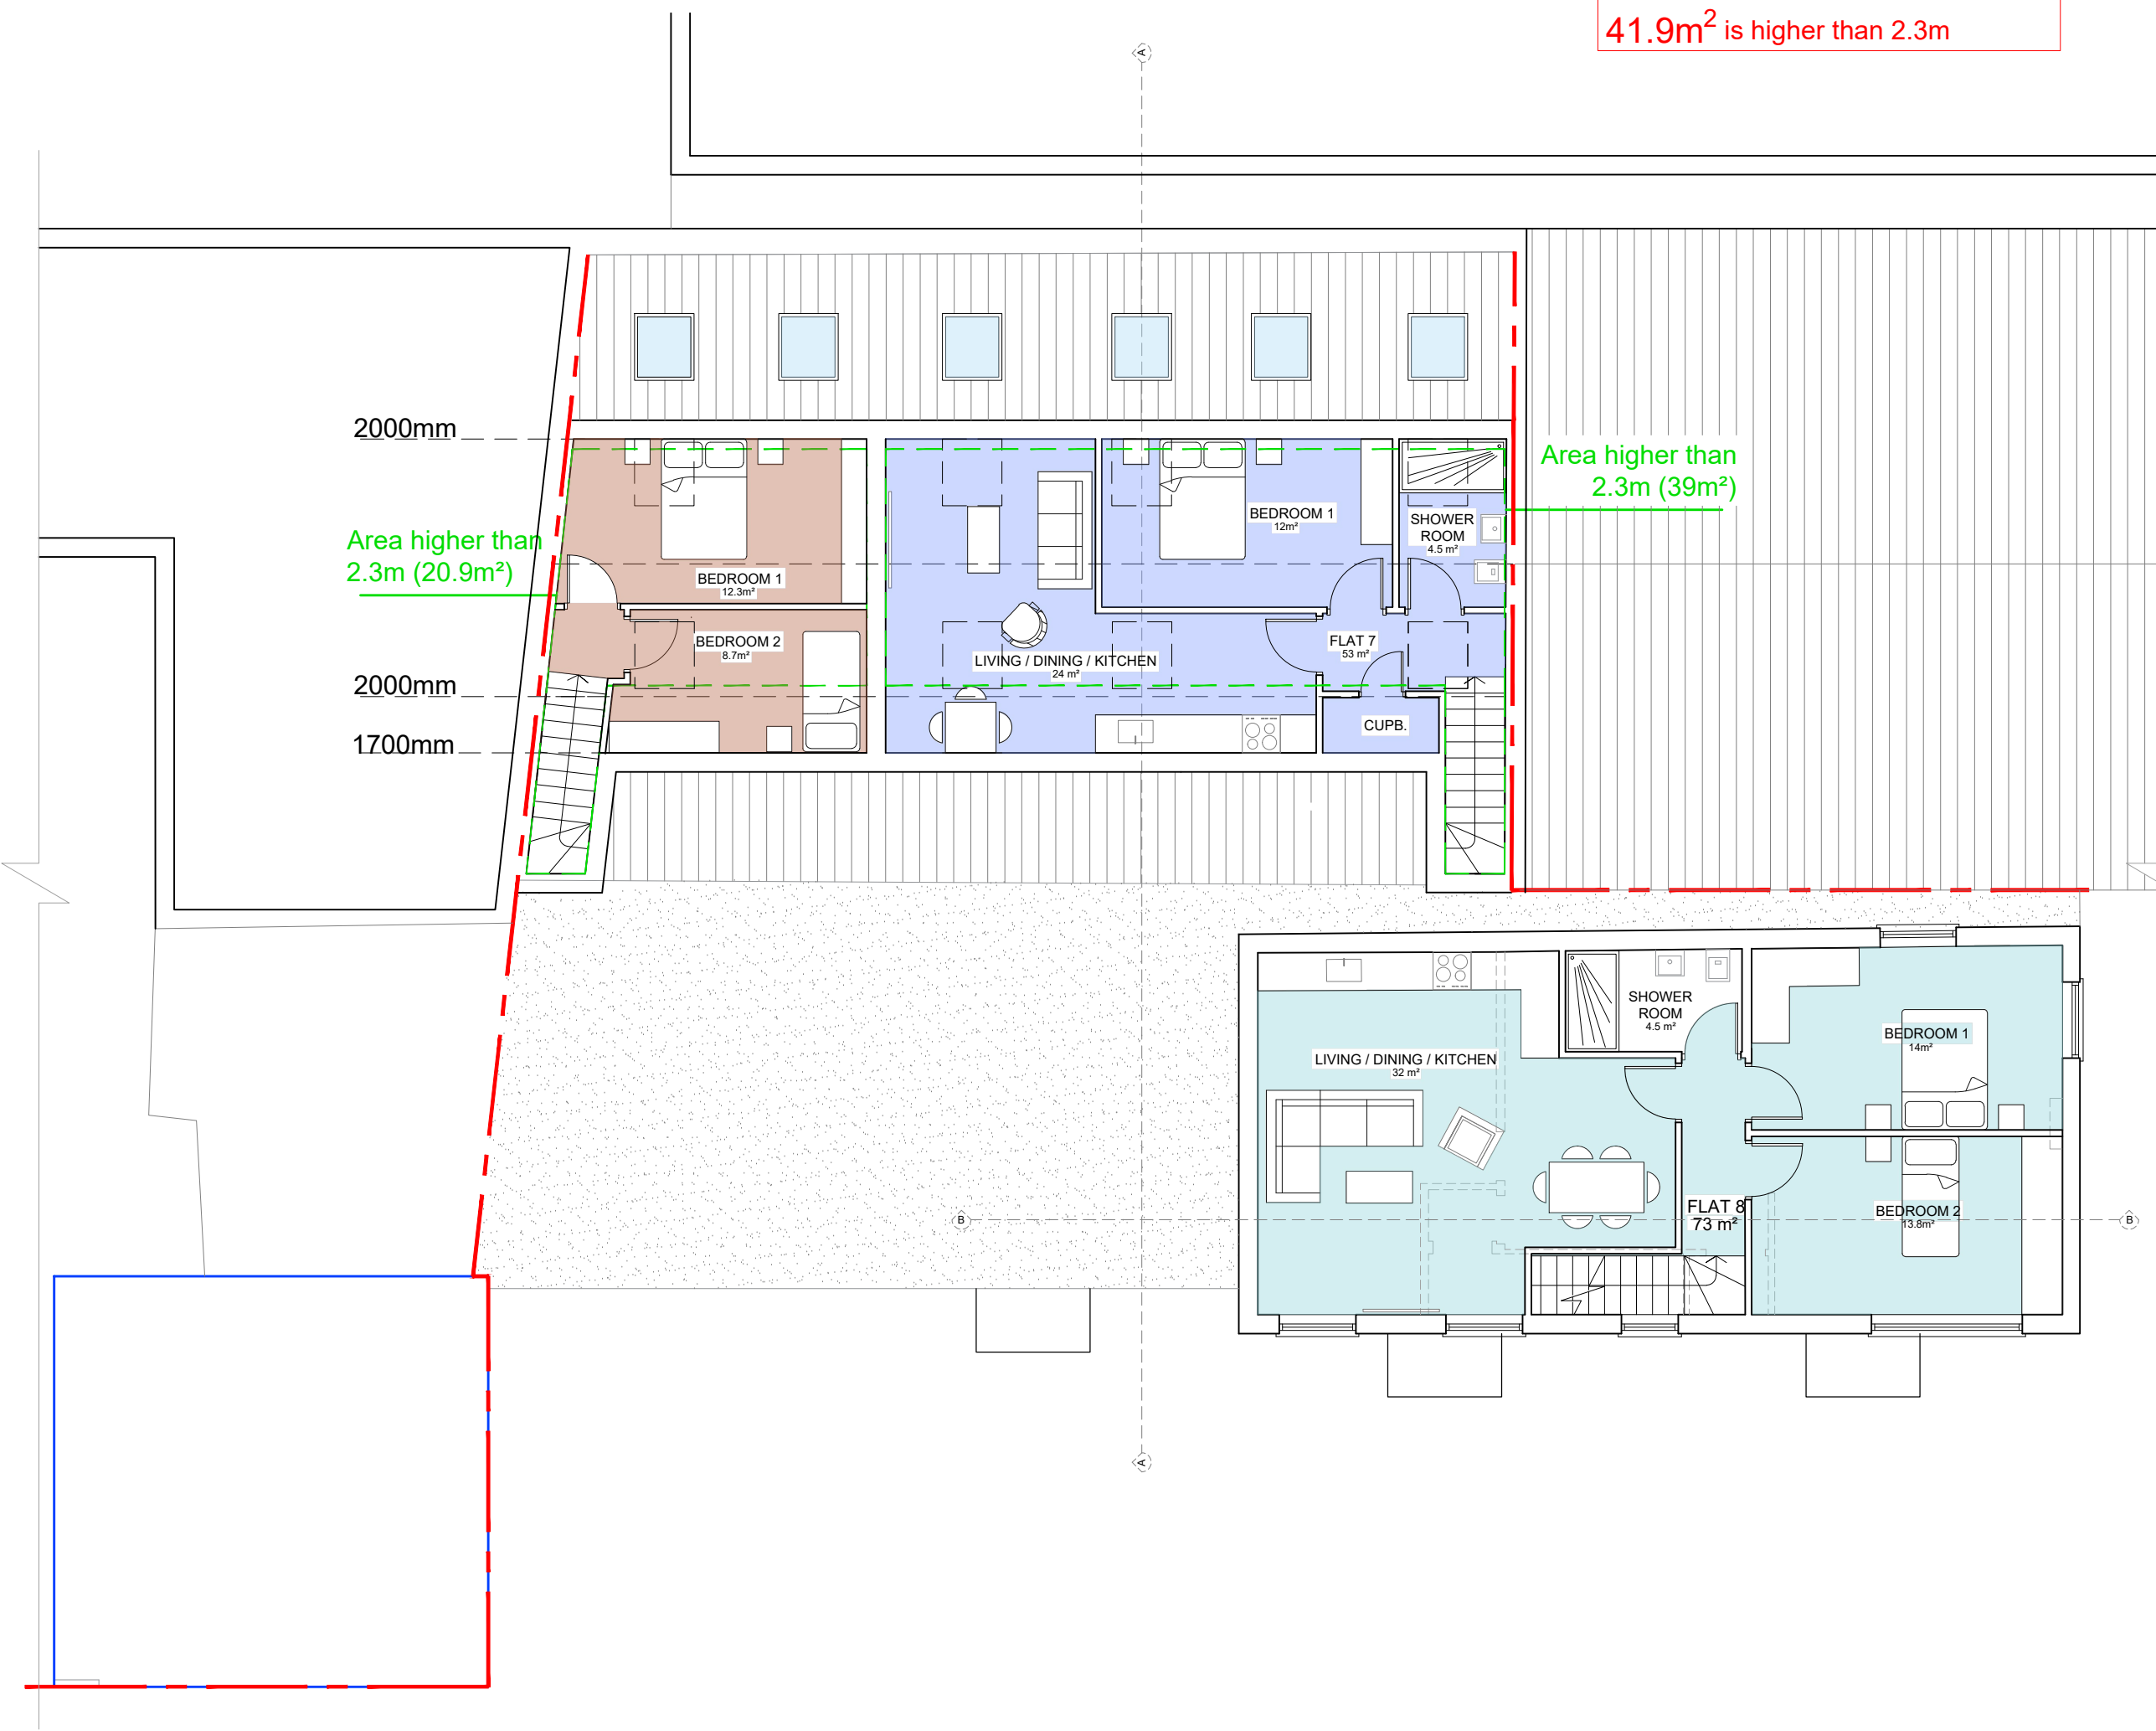 41.9m² is higher than 2.3m
A
2000mm
Area higher than
2.3m (39m²)
BEDROOM 1
12m²
SHOWER
ROOM
4.5 m²
Area higher than
2.3m (20.9m²)
BEDROOM 1
12.3m²
BEDROOM 2
8.7m²
FLAT 7
53 m²
LIVING / DINING / KITCHEN
24 m²
2000mm
CUPB.
1700mm
SHOWER
ROOM
4.5 m²
BEDROOM 1
14m²
LIVING / DINING / KITCHEN
32 m²
FLAT 8
73 m²
BEDROOM 2
13.8m²
B
B
A